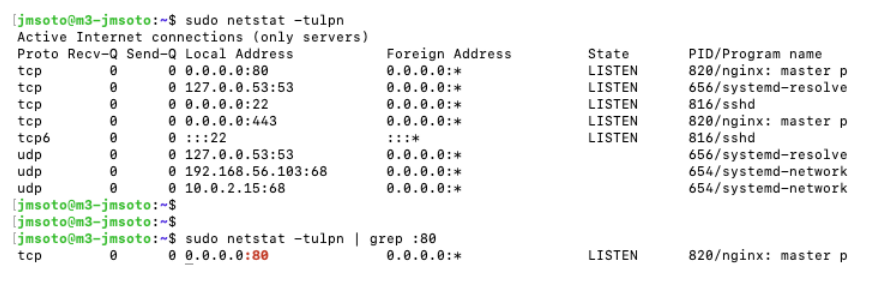 [jmsoto@m3-jmsoto:~$ sudo netstat -tulpn
Active Internet connections (only servers)
Proto Recv-Q Send-Q Local Address           Foreign Address         State       PID/Program name
tcp        0      0 0.0.0.0:80              0.0.0.0:*               LISTEN      820/nginx: master p
tcp        0      0 127.0.0.53:53           0.0.0.0:*               LISTEN      656/systemd-resolve
tcp        0      0 0.0.0.0:22              0.0.0.0:*               LISTEN      816/sshd
tcp        0      0 0.0.0.0:443             0.0.0.0:*               LISTEN      820/nginx: master p
tcp6       0      0 :::22                   :::*                    LISTEN      816/sshd
udp        0      0 127.0.0.53:53           0.0.0.0:*                           656/systemd-resolve
udp        0      0 192.168.56.103:68       0.0.0.0:*                           654/systemd-network
udp        0      0 10.0.2.15:68            0.0.0.0:*                           654/systemd-network
[jmsoto@m3-jmsoto:~$
[jmsoto@m3-jmsoto:~$
[jmsoto@m3-jmsoto:~$ sudo netstat -tulpn | grep :80
tcp        0      0 0.0.0.0:80              0.0.0.0:*               LISTEN      820/nginx: master p